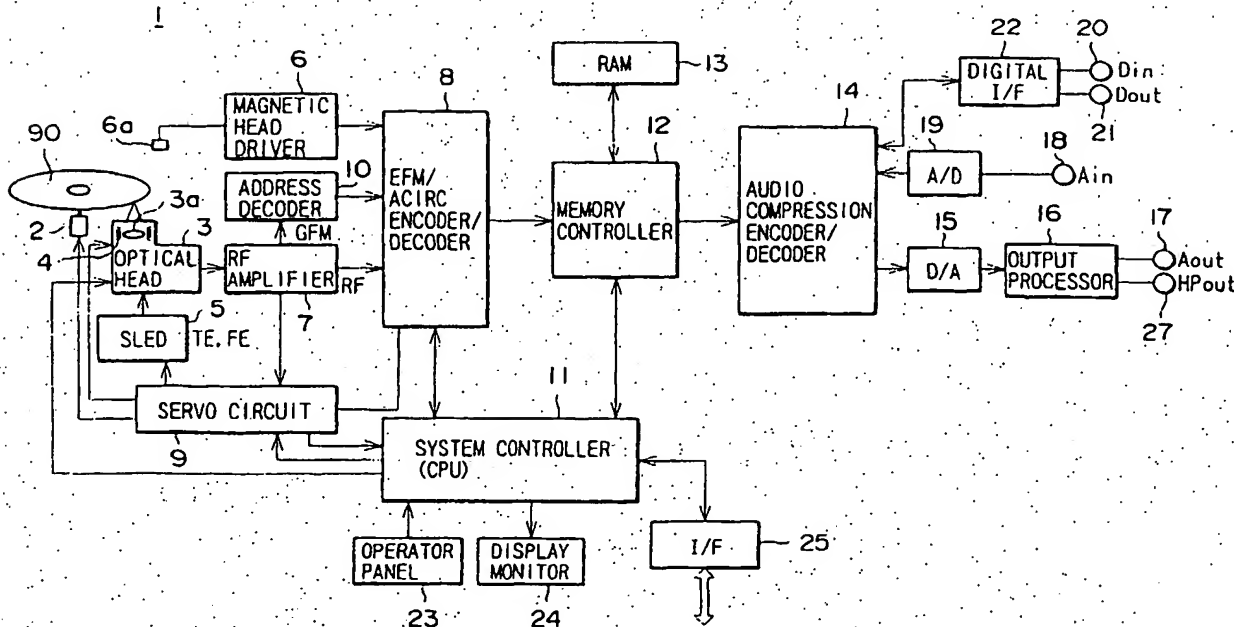 1
6
MAGNETIC
HEAD
DRIVER
6a
90
2
3a
3
4
OPTICAL
HEAD
10
ADDRESS
DECODER
GFM
RF
AMPLIFIER
RF
7
5
SLED
TE.FE
SERVO CIRCUIT
9
8
EFM/
ACIRC
ENCODER/
DECODER
RAM
13
12
MEMORY
CONTROLLER
14
AUDIO
COMPRESSION
ENCODER/
DECODER
22
DIGITAL
I/F
20
Din
Dout
21
19
A/D
18
Ain
15
D/A
16
OUTPUT
PROCESSOR
17
Aout
HPout
27
11
SYSTEM CONTROLLER
(CPU)
OPERATOR
PANEL
23
DISPLAY
MONITOR
24
I/F
25